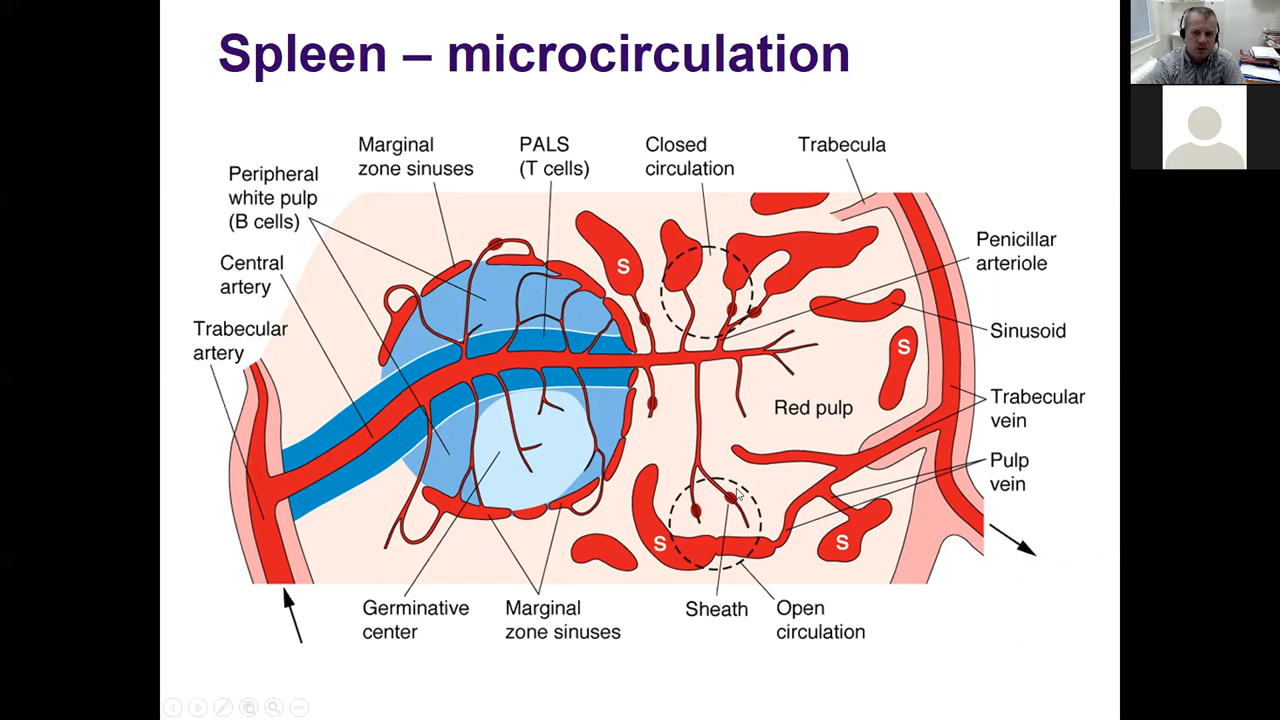 Spleen – microcirculation
Marginal
zone sinuses
PALS
(T cells)
Closed
circulation
Trabecula
Peripheral
white pulp
(B cells)
Central
artery
Trabecular
artery
Penicillar
arteriole
Sinusoid
Trabecular
vein
Pulp
vein
S
S
Red pulp
S
S
Germinative
center
Marginal
zone sinuses
Sheath
Open
circulation